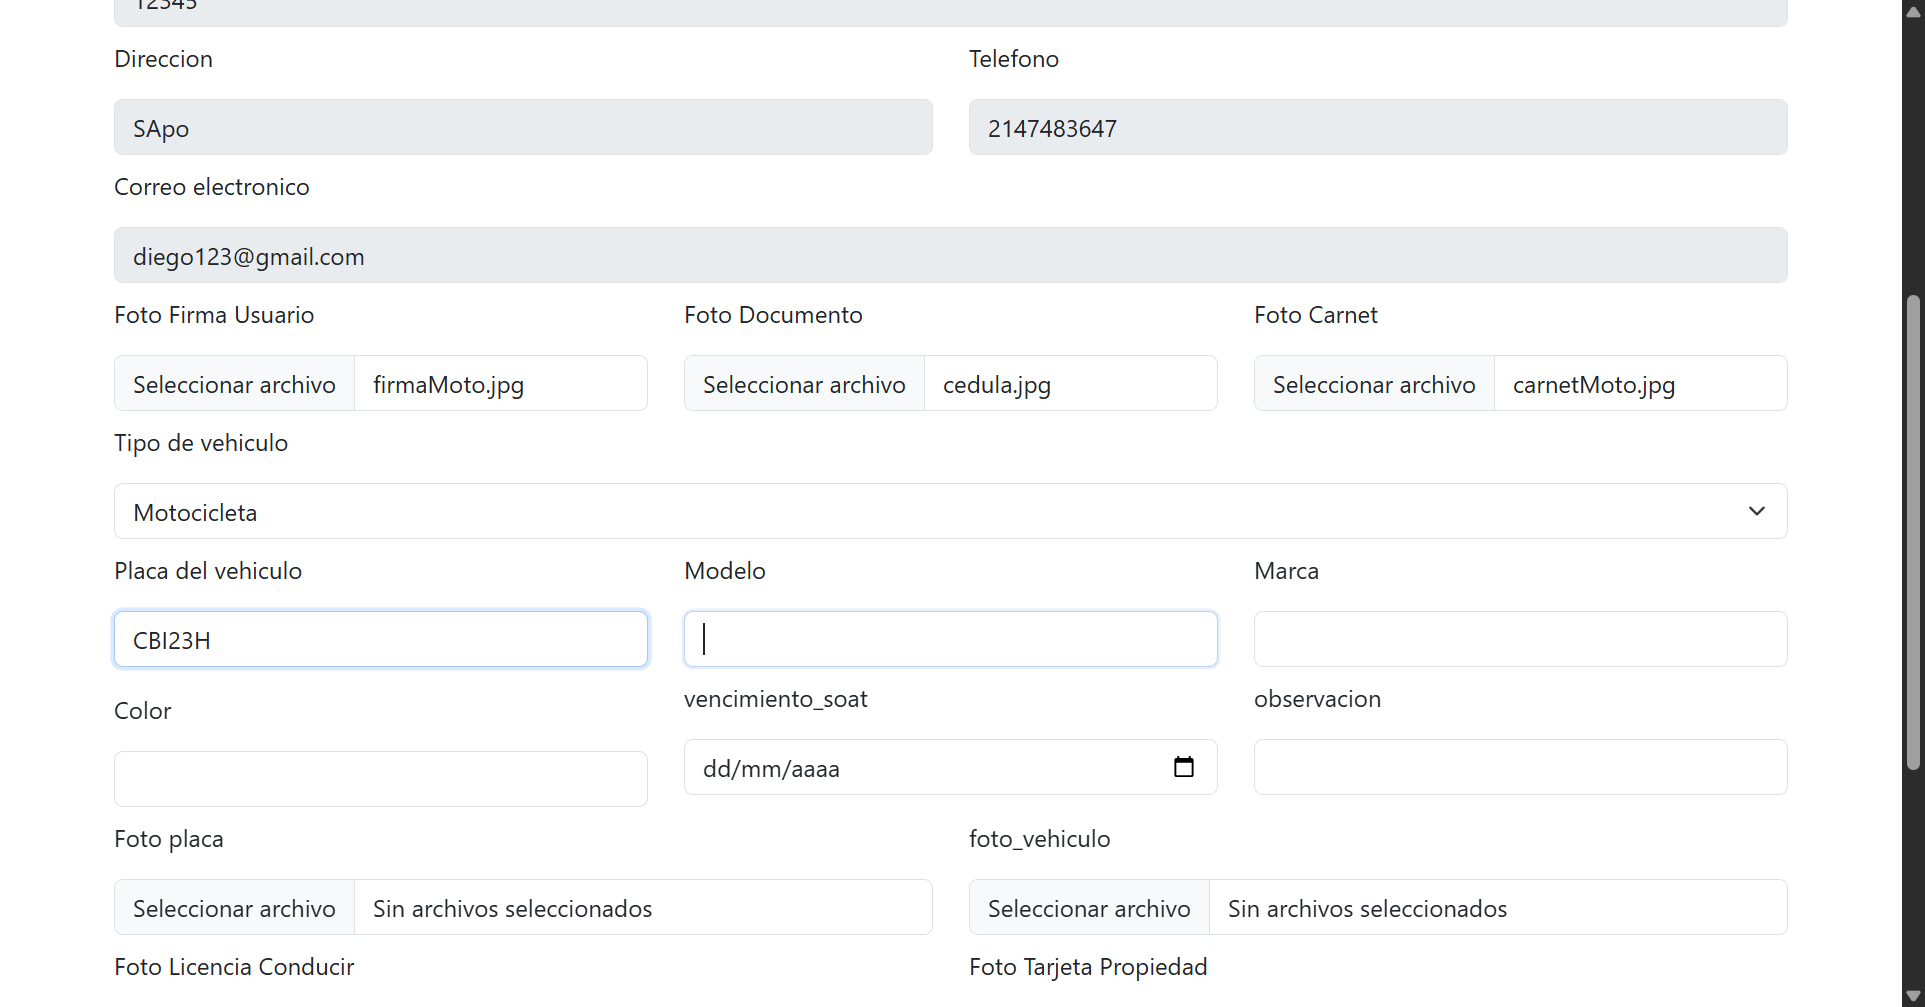 12345
Direccion
Telefono
SApo
2147483647
Correo electronico
diego123@gmail.com
Foto Firma Usuario
Foto Documento
Foto Carnet
Seleccionar archivo
firmaMoto.jpg
Seleccionar archivo
cedula.jpg
Seleccionar archivo
carnetMoto.jpg
Tipo de vehiculo
Motocicleta
Placa del vehiculo
Modelo
Marca
CBI23H
Color
vencimiento_soat
observacion
dd/mm/aaaa
Foto placa
foto_vehiculo
Seleccionar archivo
Sin archivos seleccionados
Seleccionar archivo
Sin archivos seleccionados
Foto Licencia Conducir
Foto Tarjeta Propiedad